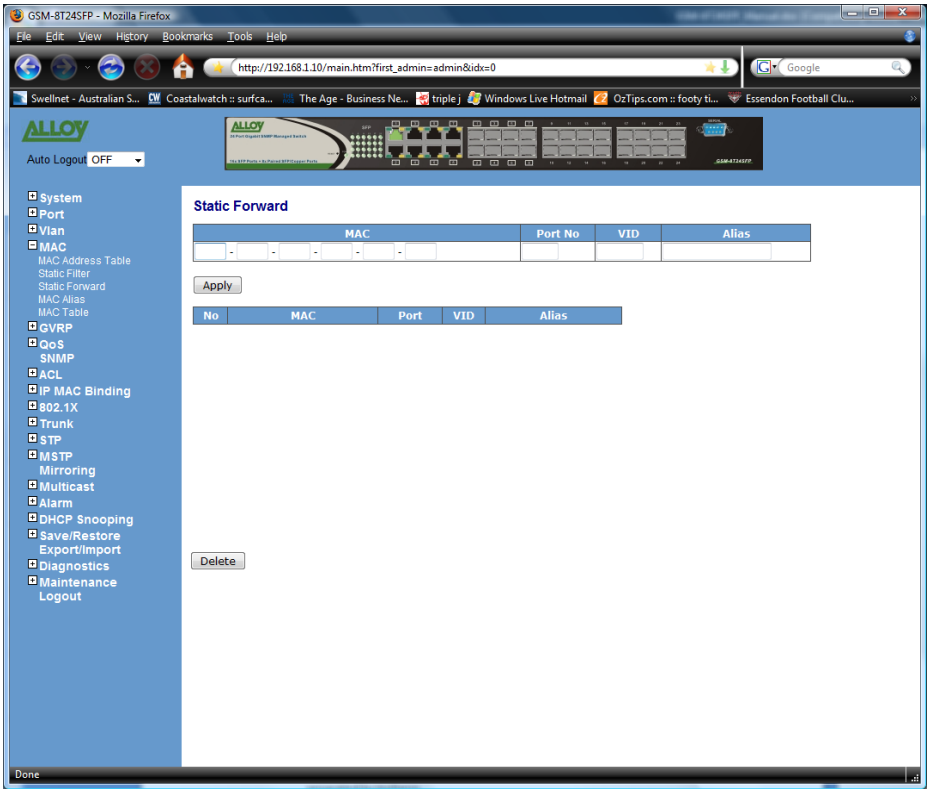 GSM-8T24SFP - Mozilla Firefox
File Edit View History Bookmarks Tools Help
http://192.168.1.10/main.htm?first_admin=admin&idx=0
G Google
Swellnet - Australian S... CW Coastalwatch :: surfca... The Age - Business Ne... triple j Windows Live Hotmail OzTips.com :: footy ti... Essendon Football Clu... »
ALLOY
ALLOY
SFP
GSM-8T24SFP
Auto Logout OFF
System
Port
Vlan
MAC
MAC Address Table
Static Filter
Static Forward
MAC Alias
MAC Table
GVRP
QoS
SNMP
ACL
IP MAC Binding
802.1X
Trunk
STP
MSTP
Mirroring
Multicast
Alarm
DHCP Snooping
Save/Restore
Export/Import
Diagnostics
Maintenance
Logout
Static Forward
MAC Port No VID Alias
- - - - -
Apply
No MAC Port VID Alias
Delete
Done